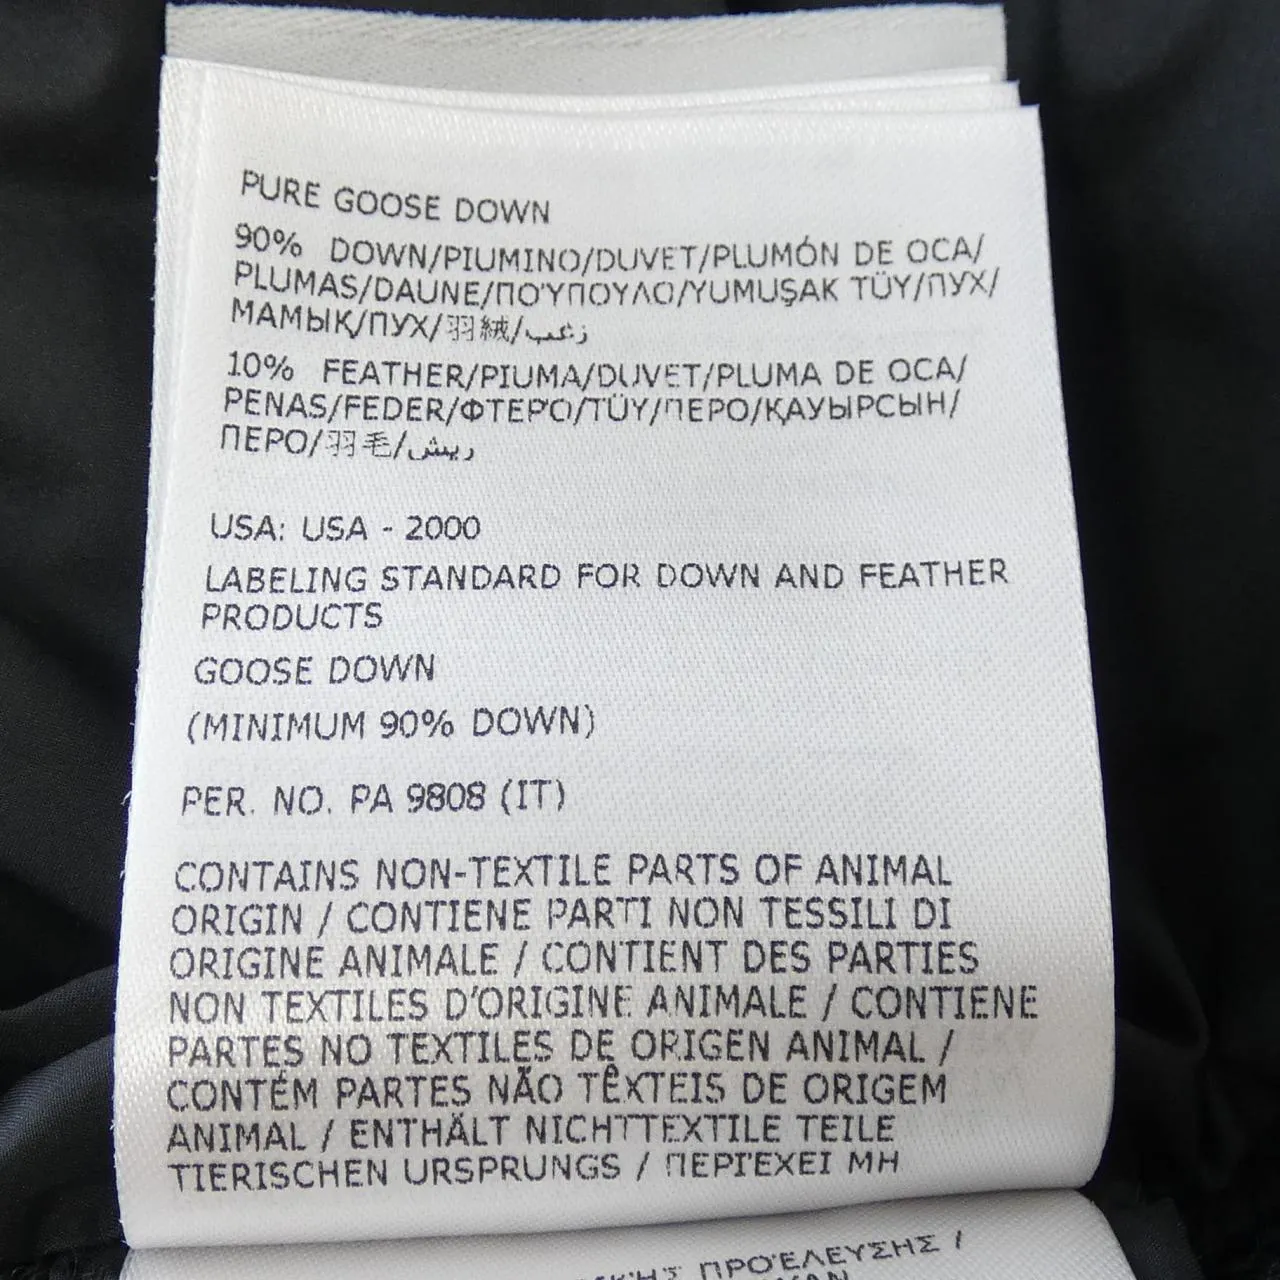 PURE GOOSE DOWN
90% DOWN/PIUMINO/DUVET/PLUMÓN DE OCA/
PLUMAS/DAUNE/ΠΟΎΠΟΥΛΟ/YUMUŞAK TÜY/ПУХ/
МАМЫҚ/ПУХ/羽絨/زغب
10% FEATHER/PIUMA/DUVET/PLUMA DE OCA/
PENAS/FEDER/ΦΤΕΡΌ/TÜY/ПЕРО/ҚАУЫРСЫН/
ПЕРО/羽毛/ريش
USA: USA - 2000
LABELING STANDARD FOR DOWN AND FEATHER
PRODUCTS
GOOSE DOWN
(MINIMUM 90% DOWN)
PER. NO. PA 9808 (IT)
CONTAINS NON-TEXTILE PARTS OF ANIMAL
ORIGIN / CONTIENE PARTI NON TESSILI DI
ORIGINE ANIMALE / CONTIENT DES PARTIES
NON TEXTILES D'ORIGINE ANIMALE / CONTIENE
PARTES NO TEXTILES DE ORIGEN ANIMAL /
CONTÉM PARTES NÃO TÊXTEIS DE ORIGEM
ANIMAL / ENTHÄLT NICHTTEXTILE TEILE
TIERISCHEN URSPRUNGS / ΠΕΡΙΈΧΕΙ ΜΗ
ΠΡΟΈΛΕΥΣΗΣ /